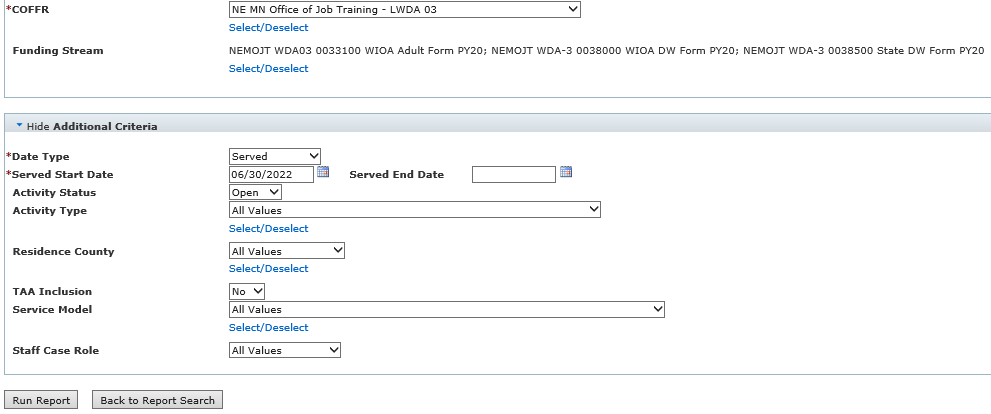 *COFFR NE MN Office of Job Training - LWDA 03
Select/Deselect
Funding Stream NEMOJT WDA03 0033100 WIOA Adult Form PY20; NEMOJT WDA-3 0038000 WIOA DW Form PY20; NEMOJT WDA-3 0038500 State DW Form PY20
Select/Deselect
Hide Additional Criteria
*Date Type Served
*Served Start Date 06/30/2022 Served End Date
Activity Status Open
Activity Type All Values
Select/Deselect
Residence County All Values
Select/Deselect
TAA Inclusion No
Service Model All Values
Select/Deselect
Staff Case Role All Values
Run Report Back to Report Search